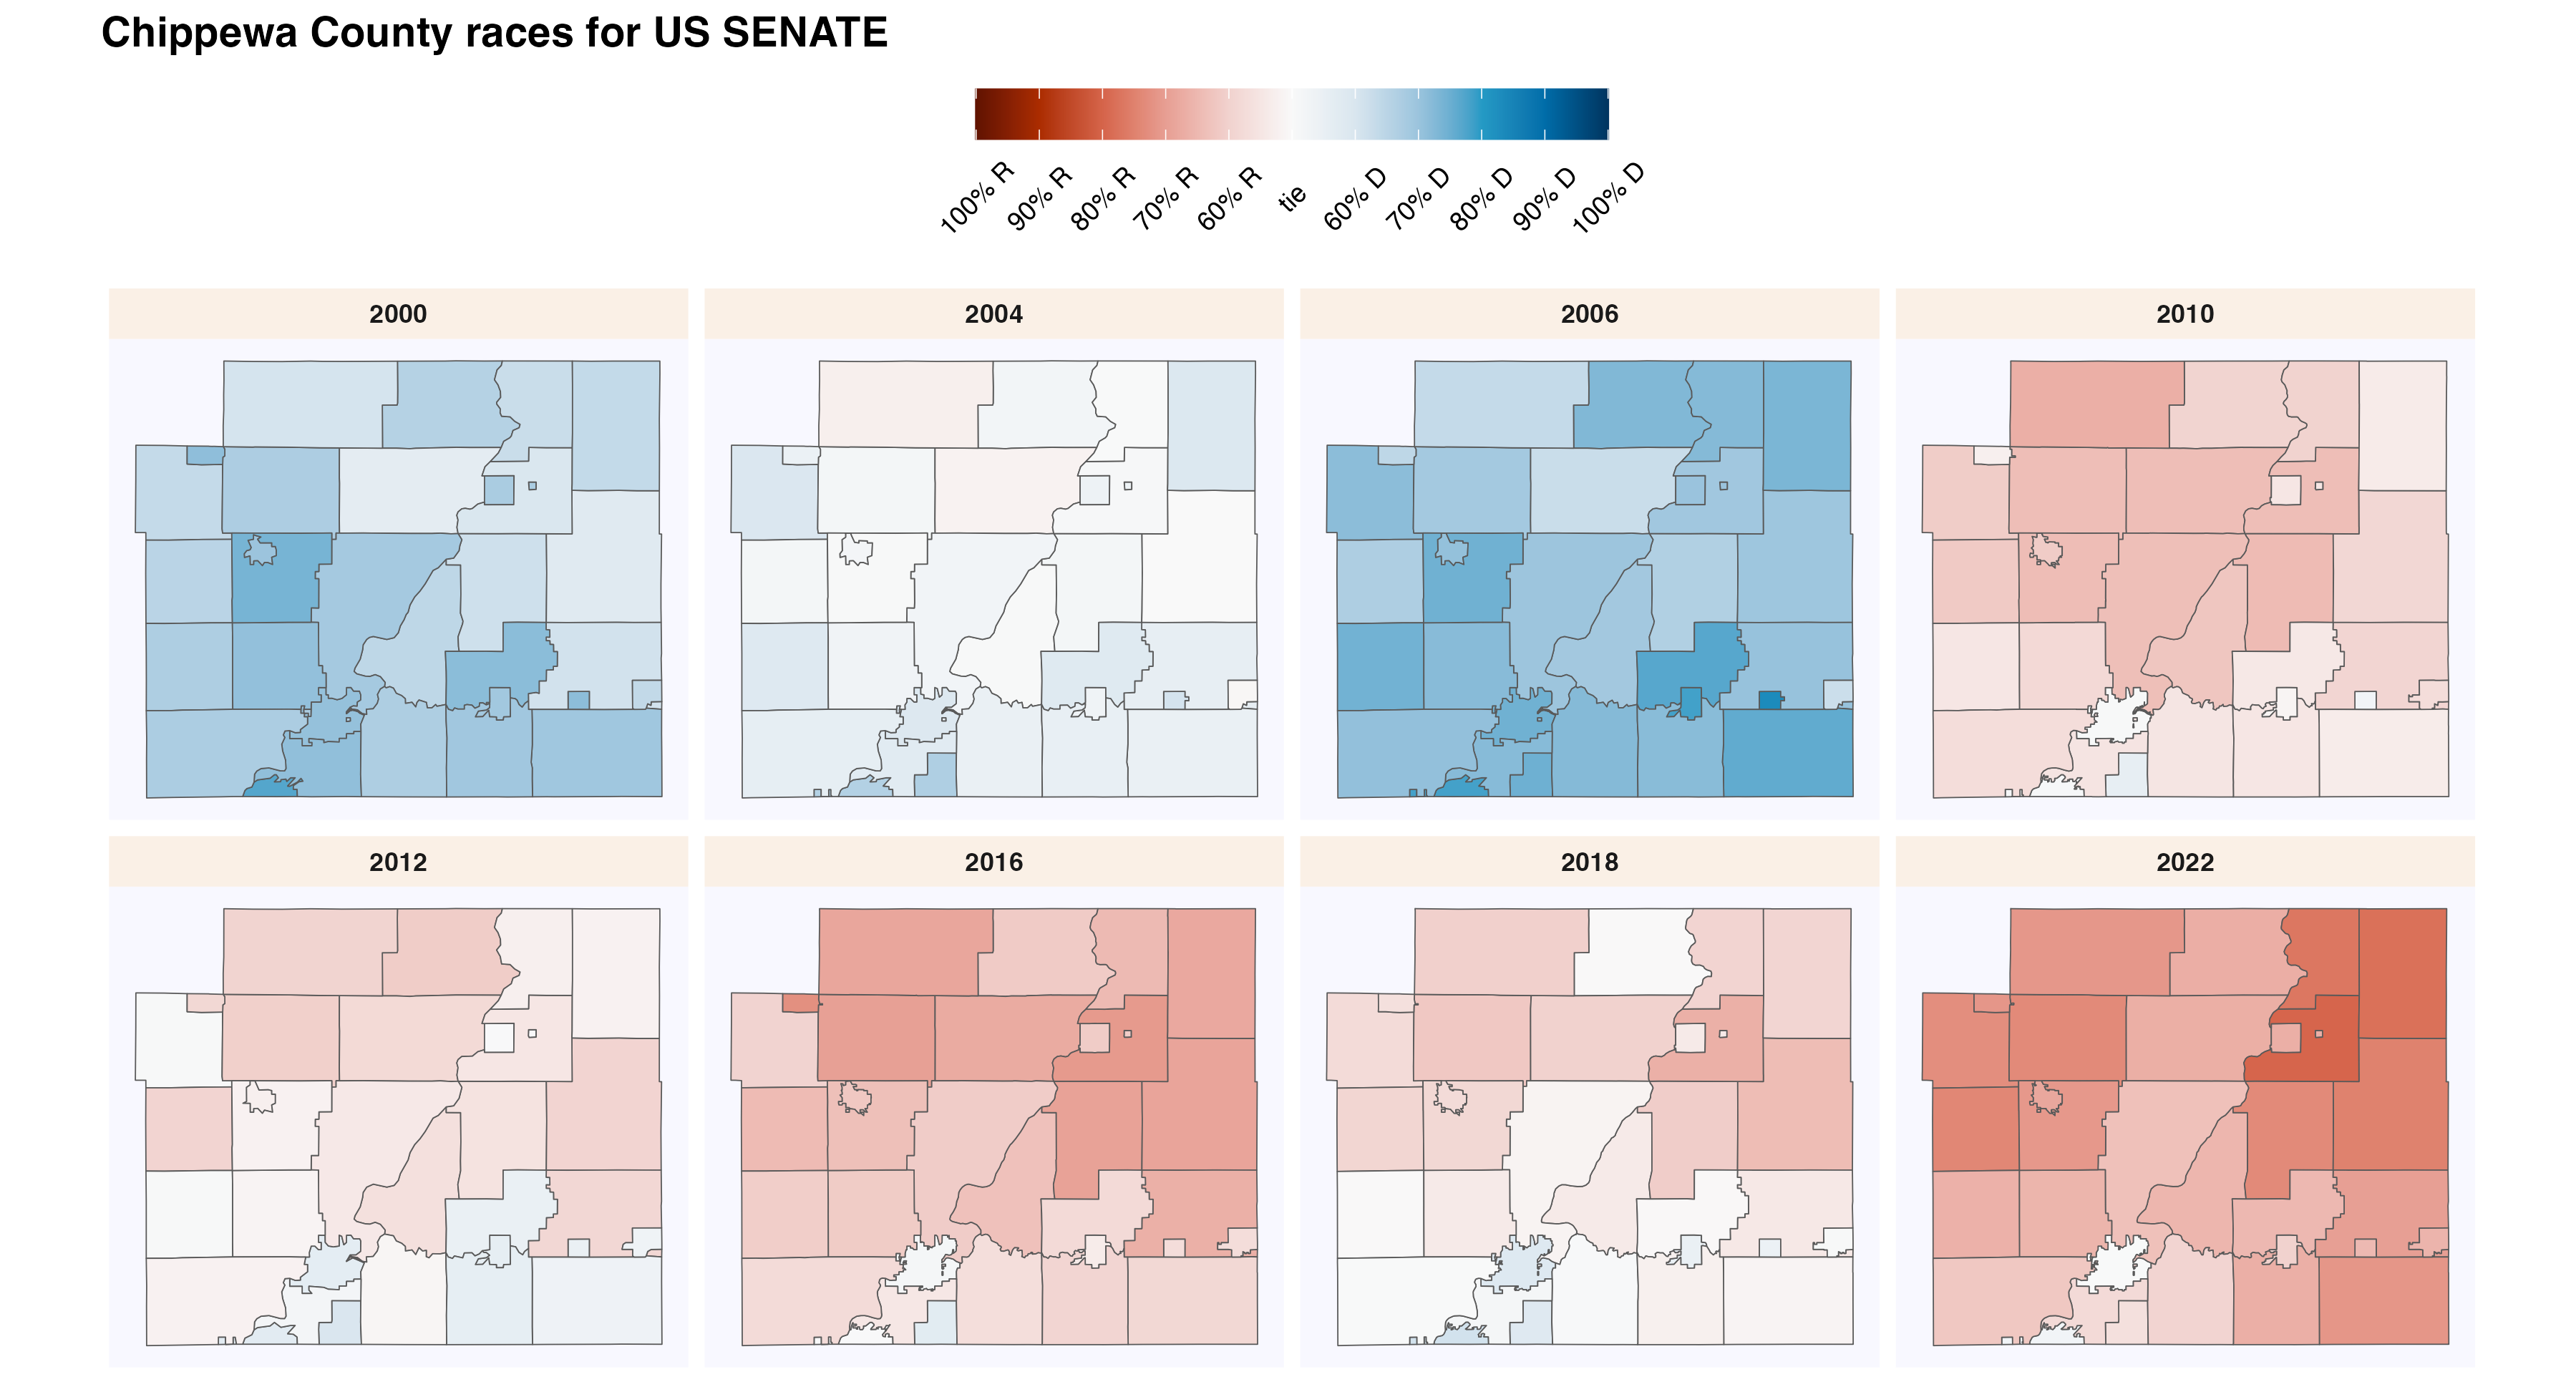 Chippewa County races for US SENATE
100% R
90% R
80% R
70% R
60% R
tie
60% D
70% D
80% D
90% D
100% D
2000
2004
2006
2010
2012
2016
2018
2022